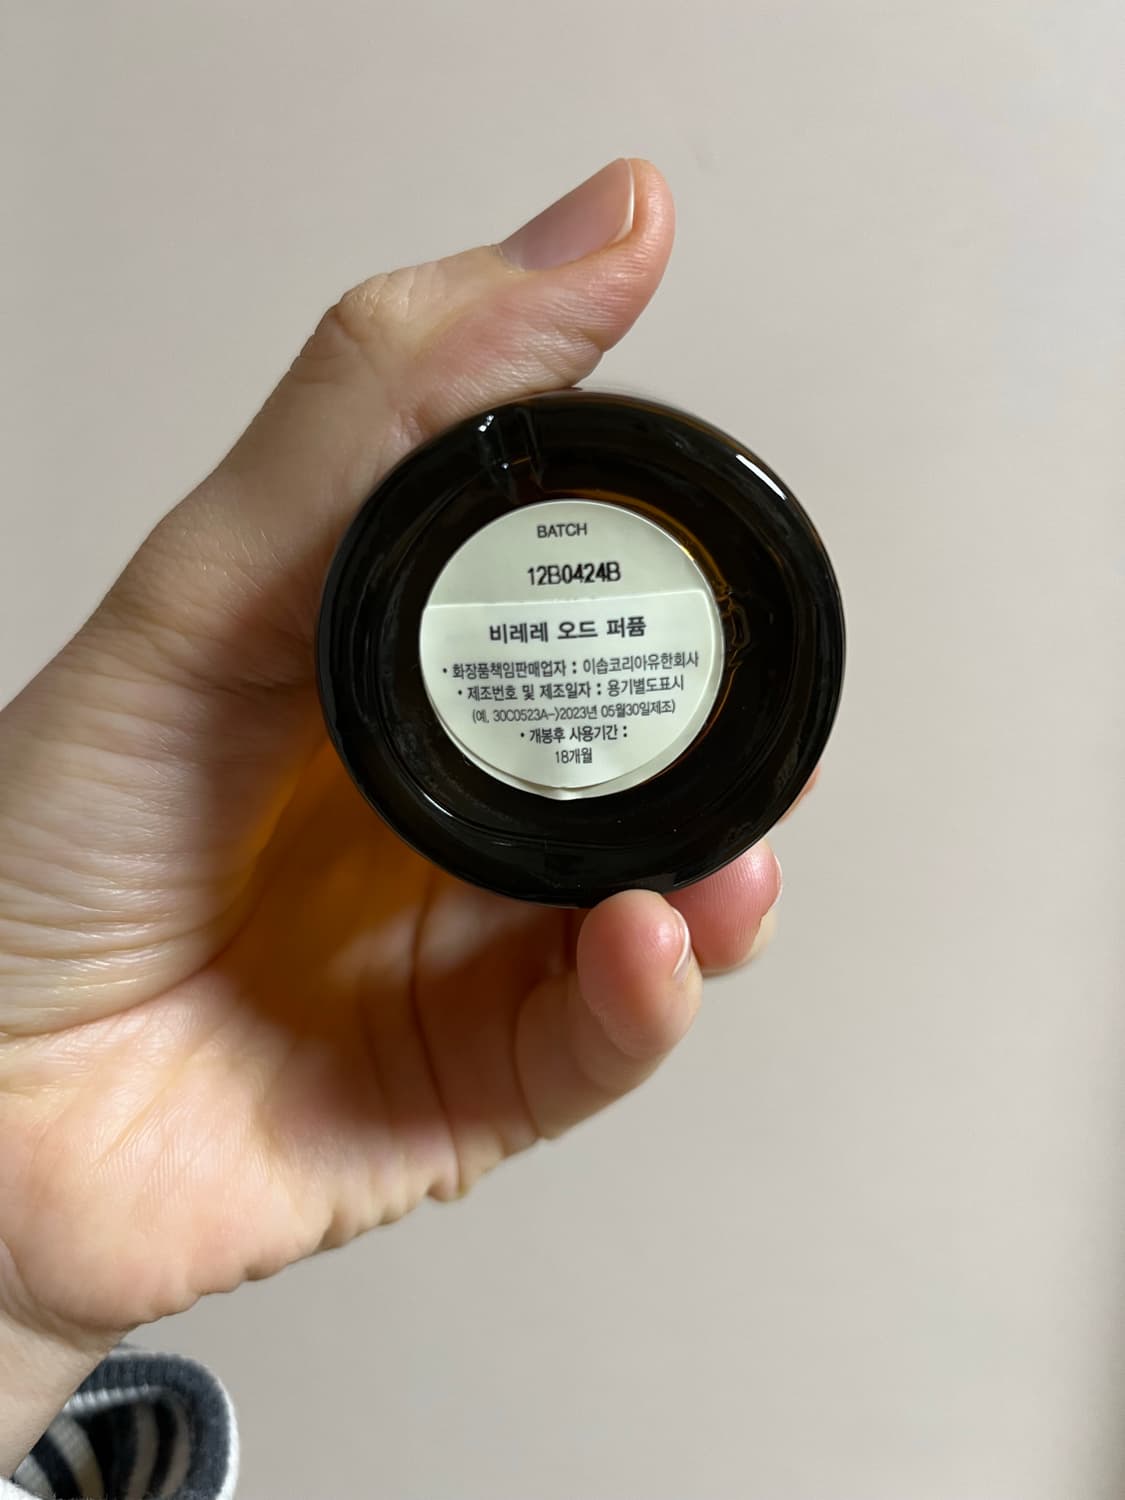 BATCH
12B0424B
비레레 오드 퍼퓸
• 화장품책임판매업자 : 이솝코리아유한회사
• 제조번호 및 제조일자 : 용기별도표시
(예, 30C0523A->2023년 05월30일제조)
• 개봉후 사용기간 :
18개월